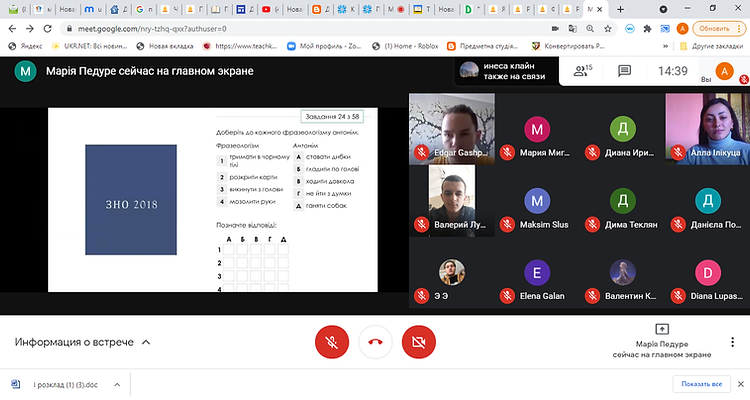 meet.google.com/nry-tzhq-qxx?authuser=0
Обновить
Яндекс
UKR.NET: Всі новин...
Новая вкладка
https://www.teachk...
Мой профиль - Zo...
(1) Home - Roblox
Предметна студія...
Конвертировать P...
Другие закладки
M
Марія Педуре сейчас на главном экране
инеса клайн
также на связи
15
14:39
Вы
A
Завдання 24 з 58
Доберіть до кожного фразеологізму антонім.
Фразеологізм Антонім
1 тримати в чорному тілі
2 розкрити карти
3 викинути з голови
4 мозолити руки
А ставати дибки
Б гладити по голові
В ходити довкола
Г не йти з думки
Д ганяти собак
ЗНО 2018
Позначте відповіді:
А Б В Г Д
1
2
3
4
Edgar Gashp...
М
Мария Миг...
Д
Диана Ири...
Алла Ілікуца
Валерий Лу...
M
Maksim Slus
Д
Дима Теклян
Д
Данієла По...
Э Э
E
Elena Galan
Валентин К...
D
Diana Lupas...
Информация о встрече
Марія Педуре
сейчас на главном экране
І розклад (1) (3).doc
Показать все